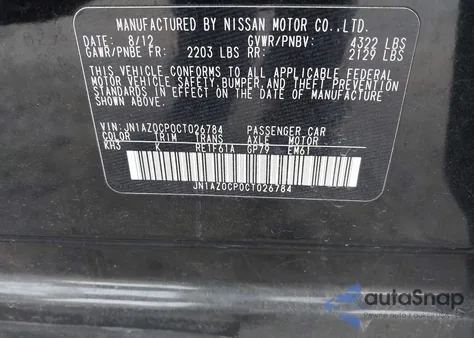 MANUFACTURED BY NISSAN MOTOR CO.,LTD.
DATE: 8/12 GVWR/PNBV: 4322 LBS
GAWR/PNBE FR: 2203 LBS RR: 2129 LBS
THIS VEHICLE CONFORMS TO ALL APPLICABLE FEDERAL
MOTOR VEHICLE SAFETY, BUMPER, AND THEFT PREVENTION
STANDARDS IN EFFECT ON THE DATE OF MANUFACTURE
SHOWN ABOVE.
VIN: JN1AZ0CP0CT026784 PASSENGER CAR
COLOR TRIM TRANS AXLE MOTOR
KH3 K RE1F61A GP79 EM61
JN1AZ0CP0CT026784
autoSnap